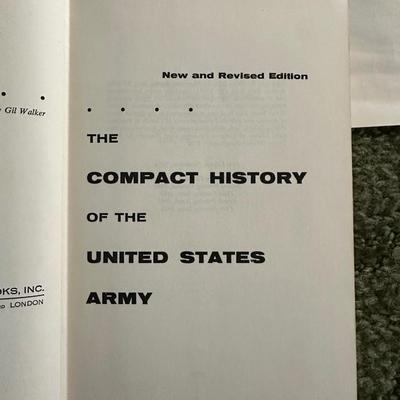 Gil Walker
OKS, INC.
LONDON
New and Revised Edition
THE
COMPACT HISTORY
OF THE
UNITED STATES
ARMY